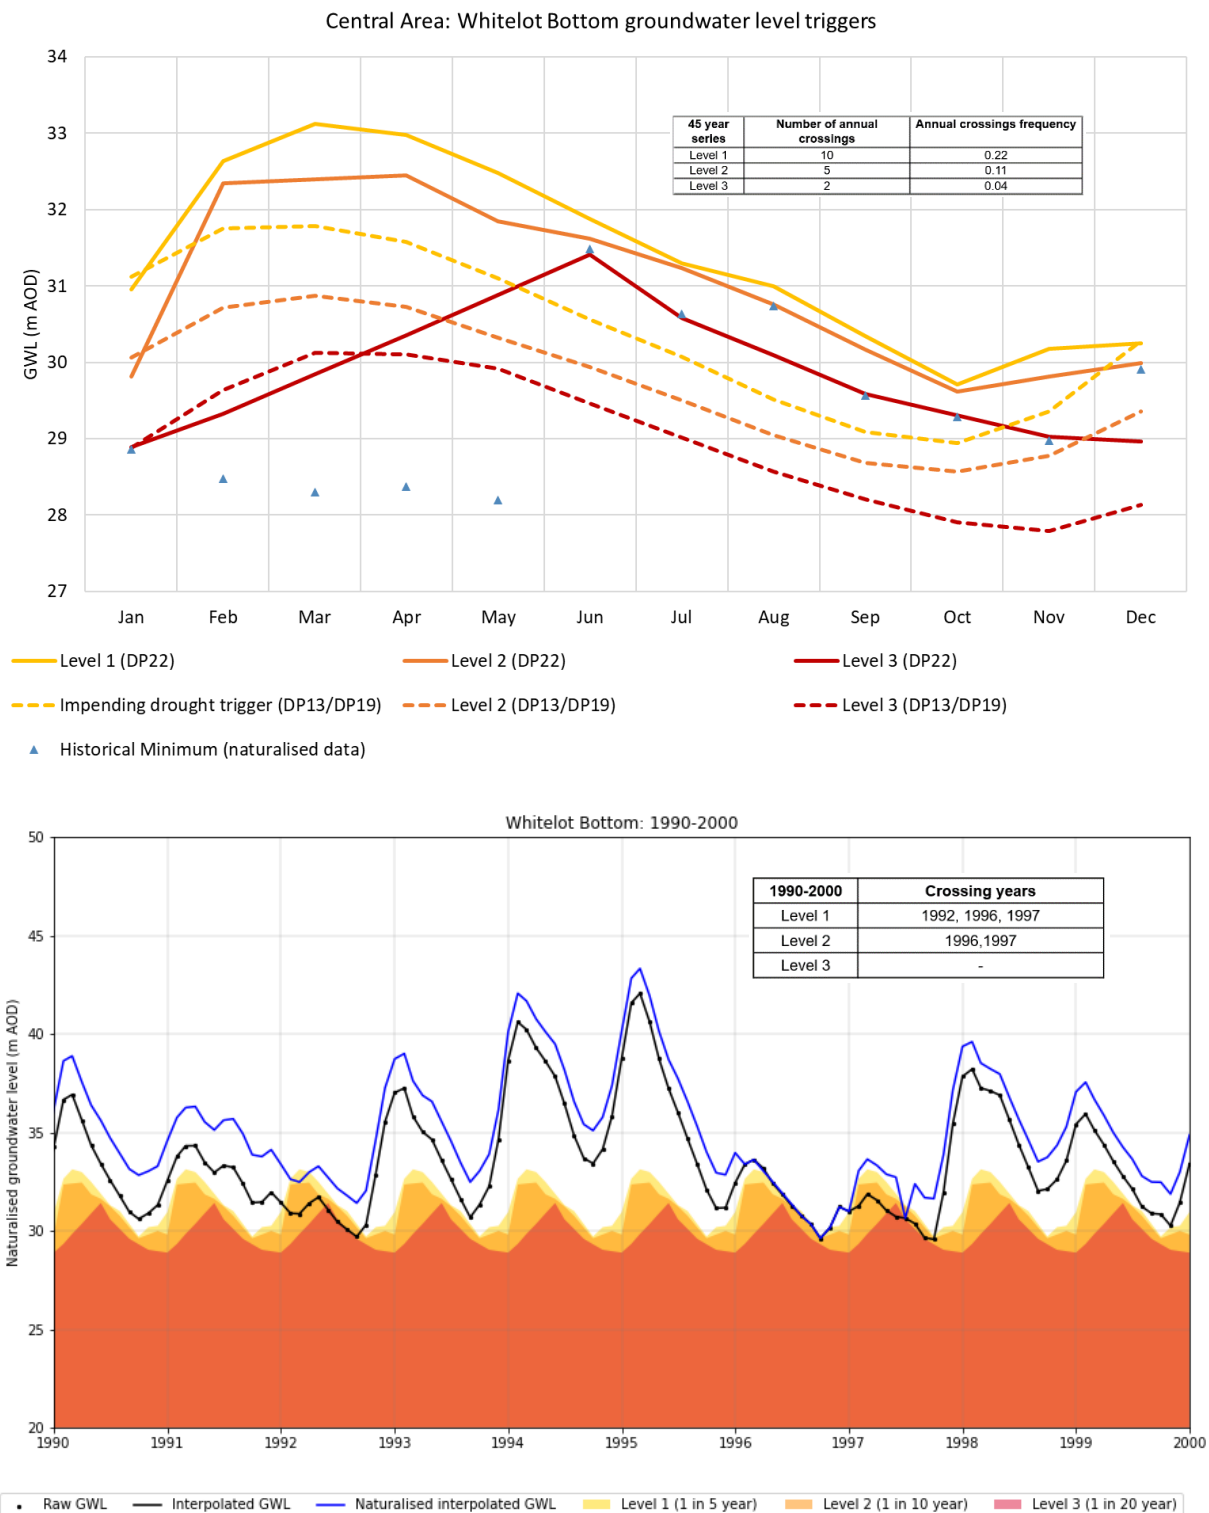 Central Area: Whitelot Bottom groundwater level triggers
34
33
32
31
30
29
28
27
GWL (m AOD)
45 year series
Number of annual crossings
Annual crossings frequency
Level 1 10 0.22
Level 2 5 0.11
Level 3 2 0.04
Jan Feb Mar Apr May Jun Jul Aug Sep Oct Nov Dec
Level 1 (DP22) Level 2 (DP22) Level 3 (DP22)
Impending drought trigger (DP13/DP19) Level 2 (DP13/DP19) Level 3 (DP13/DP19)
Historical Minimum (naturalised data)
Whitelot Bottom: 1990-2000
50
45
40
35
30
25
20
Naturalised groundwater level (m AOD)
1990-2000 Crossing years
Level 1 1992, 1996, 1997
Level 2 1996,1997
Level 3 -
1990 1991 1992 1993 1994 1995 1996 1997 1998 1999 2000
Raw GWL Interpolated GWL Naturalised interpolated GWL Level 1 (1 in 5 year) Level 2 (1 in 10 year) Level 3 (1 in 20 year)